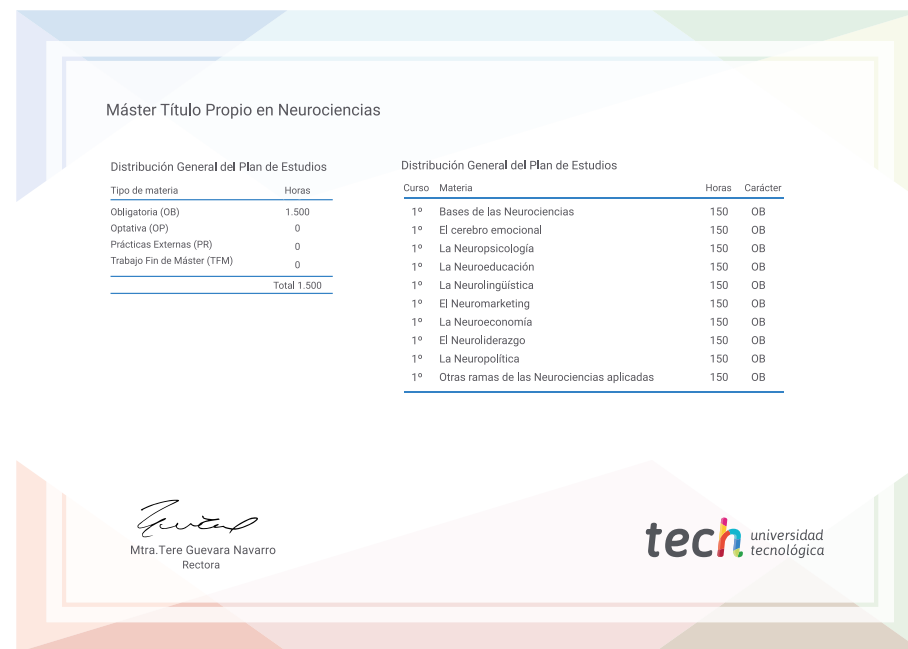 Máster Título Propio en Neurociencias
Distribución General del Plan de Estudios
Tipo de materia Horas
Obligatoria (OB) 1.500
Optativa (OP) 0
Prácticas Externas (PR) 0
Trabajo Fin de Máster (TFM) 0
Total 1.500
Distribución General del Plan de Estudios
Curso Materia Horas Carácter
1º Bases de las Neurociencias 150 OB
1º El cerebro emocional 150 OB
1º La Neuropsicología 150 OB
1º La Neuroeducación 150 OB
1º La Neurolingüística 150 OB
1º El Neuromarketing 150 OB
1º La Neuroeconomía 150 OB
1º El Neuroliderazgo 150 OB
1º La Neuropolítica 150 OB
1º Otras ramas de las Neurociencias aplicadas 150 OB
Mtra.Tere Guevara Navarro
Rectora
tech universidad
tecnológica